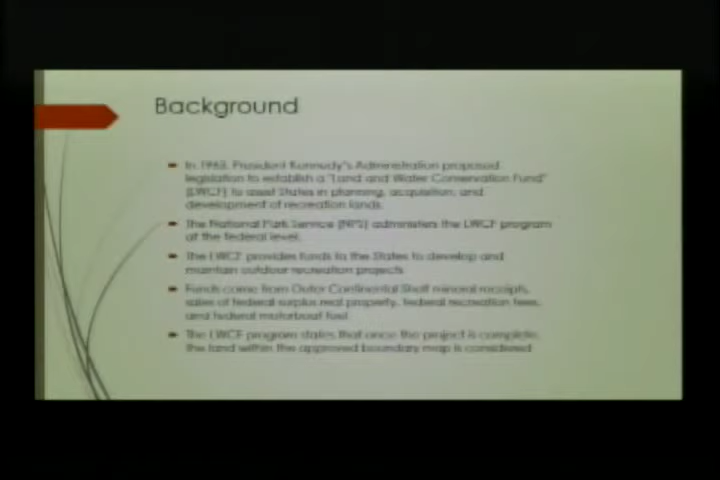 Background
In 1963, President Kennedy's Administration proposed
legislation to establish a "Land and Water Conservation Fund"
(LWCF) to assist States in planning, acquisition, and
development of recreation lands.
The National Park Service (NPS) administers the LWCF program
at the federal level.
The LWCF provides funds to the States to develop and
maintain outdoor recreation projects
Funds come from Outer Continental Shelf mineral receipts,
sales of federal surplus real property, federal recreation fees,
and federal motorboat fuel
The LWCF program states that once the project is complete,
the land within the approved boundary map is considered